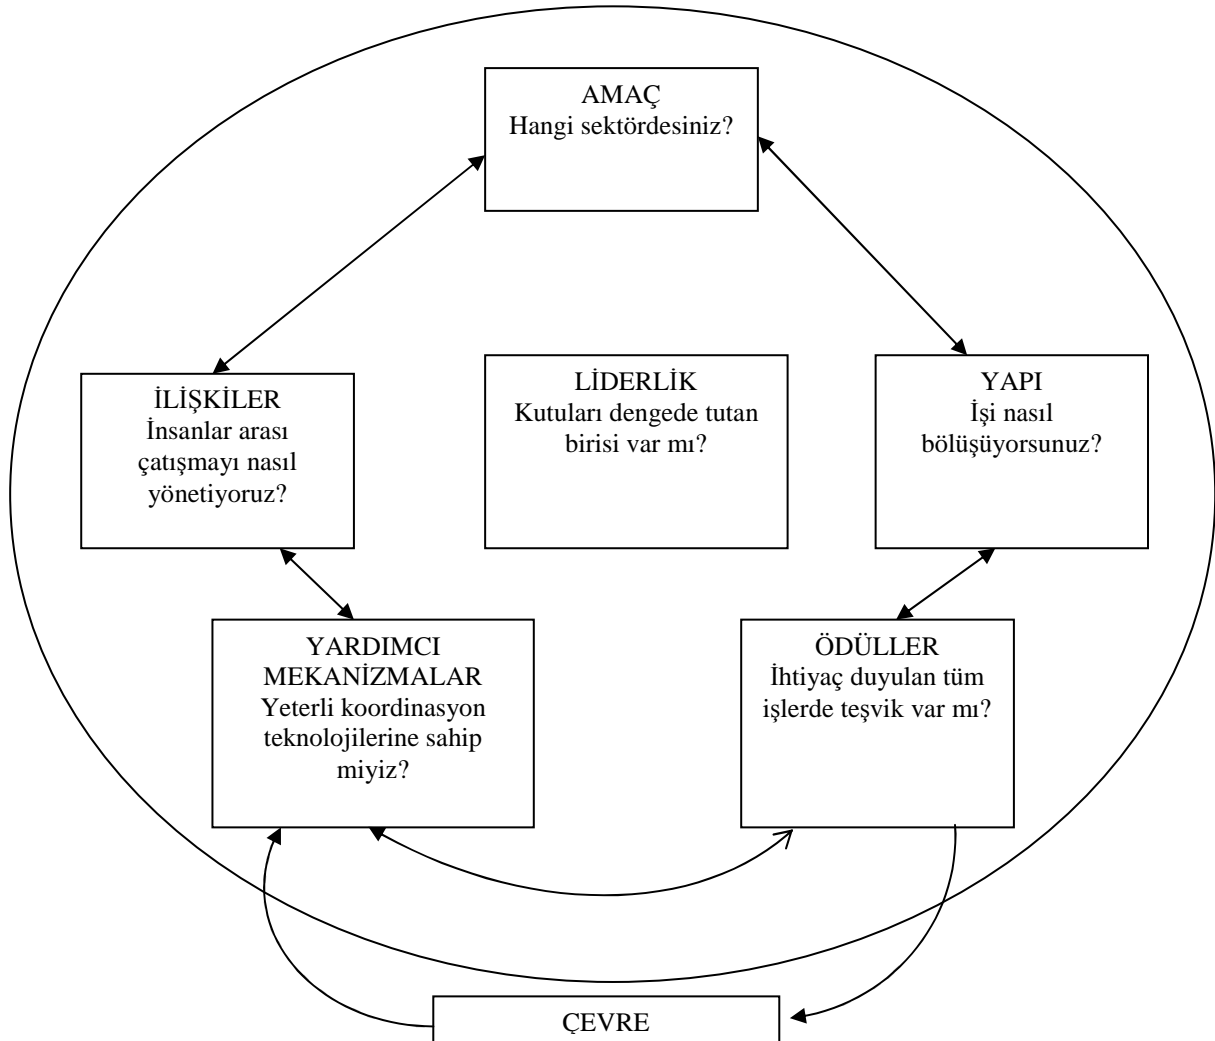 AMAÇ
Hangi sektördesiniz?
İLİŞKİLER
İnsanlar arası
çatışmayı nasıl
yönetiyoruz?
LİDERLİK
Kutuları dengede tutan
birisi var mı?
YAPI
İşi nasıl
bölüşüyorsunuz?
YARDIMCI
MEKANİZMALAR
Yeterli koordinasyon
teknolojilerine sahip
miyiz?
ÖDÜLLER
İhtiyaç duyulan tüm
işlerde teşvik var mı?
ÇEVRE